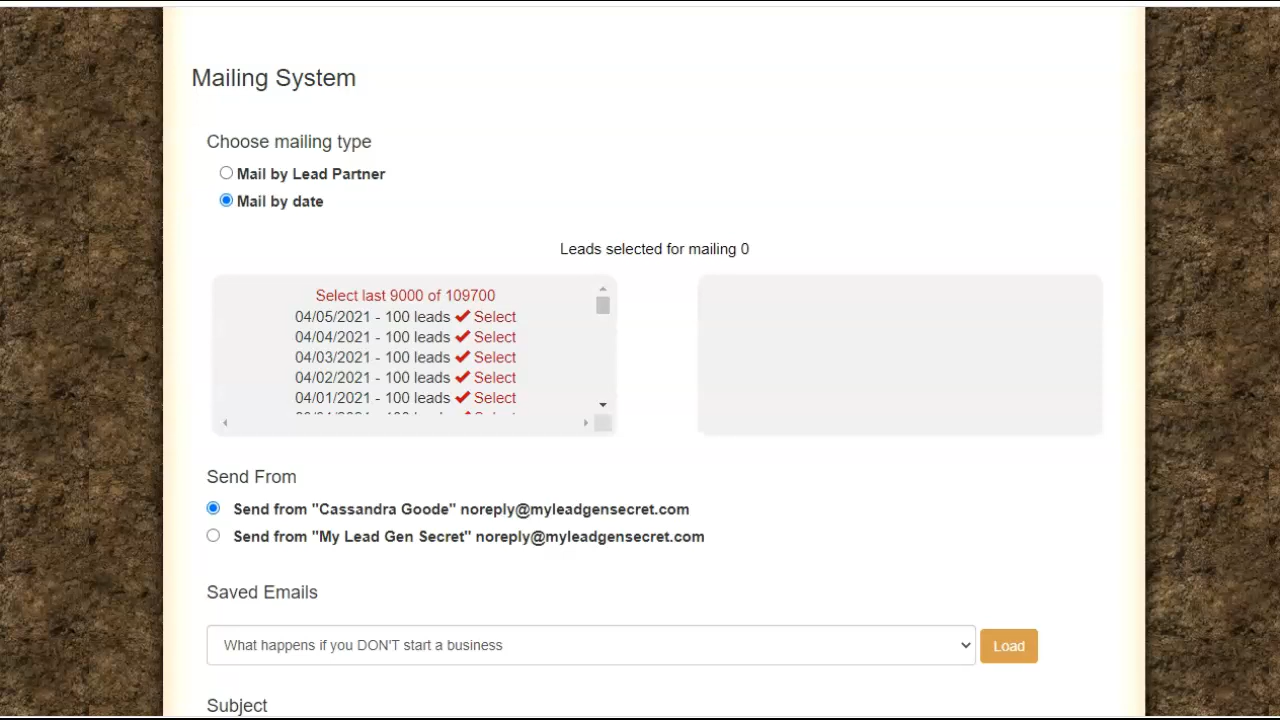 Mailing System
Choose mailing type
Mail by Lead Partner
Mail by date
Leads selected for mailing 0
Select last 9000 of 109700
04/05/2021 - 100 leads ✔ Select
04/04/2021 - 100 leads ✔ Select
04/03/2021 - 100 leads ✔ Select
04/02/2021 - 100 leads ✔ Select
04/01/2021 - 100 leads ✔ Select
Send From
Send from "Cassandra Goode" noreply@myleadgensecret.com
Send from "My Lead Gen Secret" noreply@myleadgensecret.com
Saved Emails
What happens if you DON'T start a business
Load
Subject